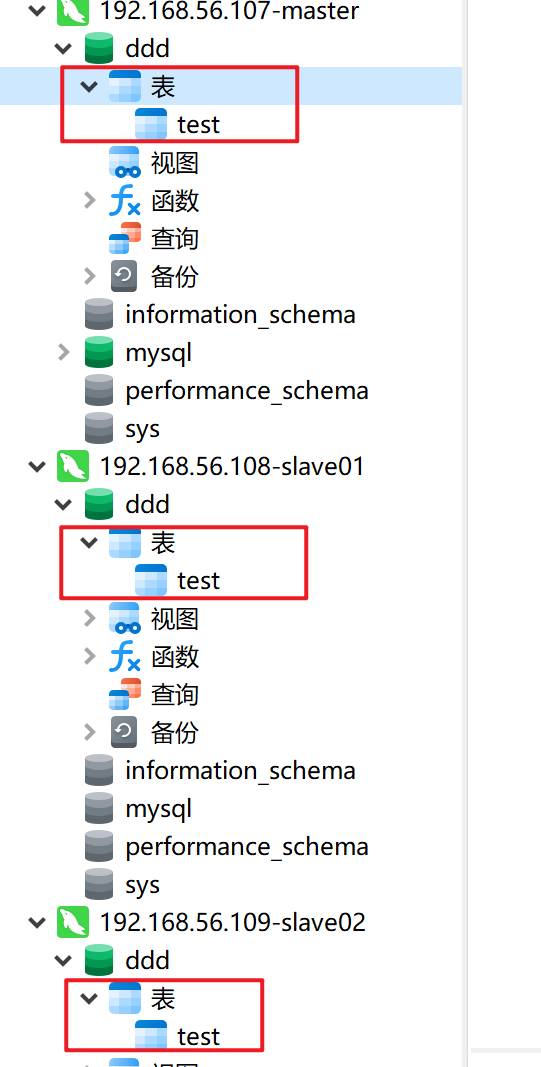 192.168.56.107-master
ddd
表
test
视图
函数
查询
备份
information_schema
mysql
performance_schema
sys
192.168.56.108-slave01
ddd
表
test
视图
函数
查询
备份
information_schema
mysql
performance_schema
sys
192.168.56.109-slave02
ddd
表
test
视图